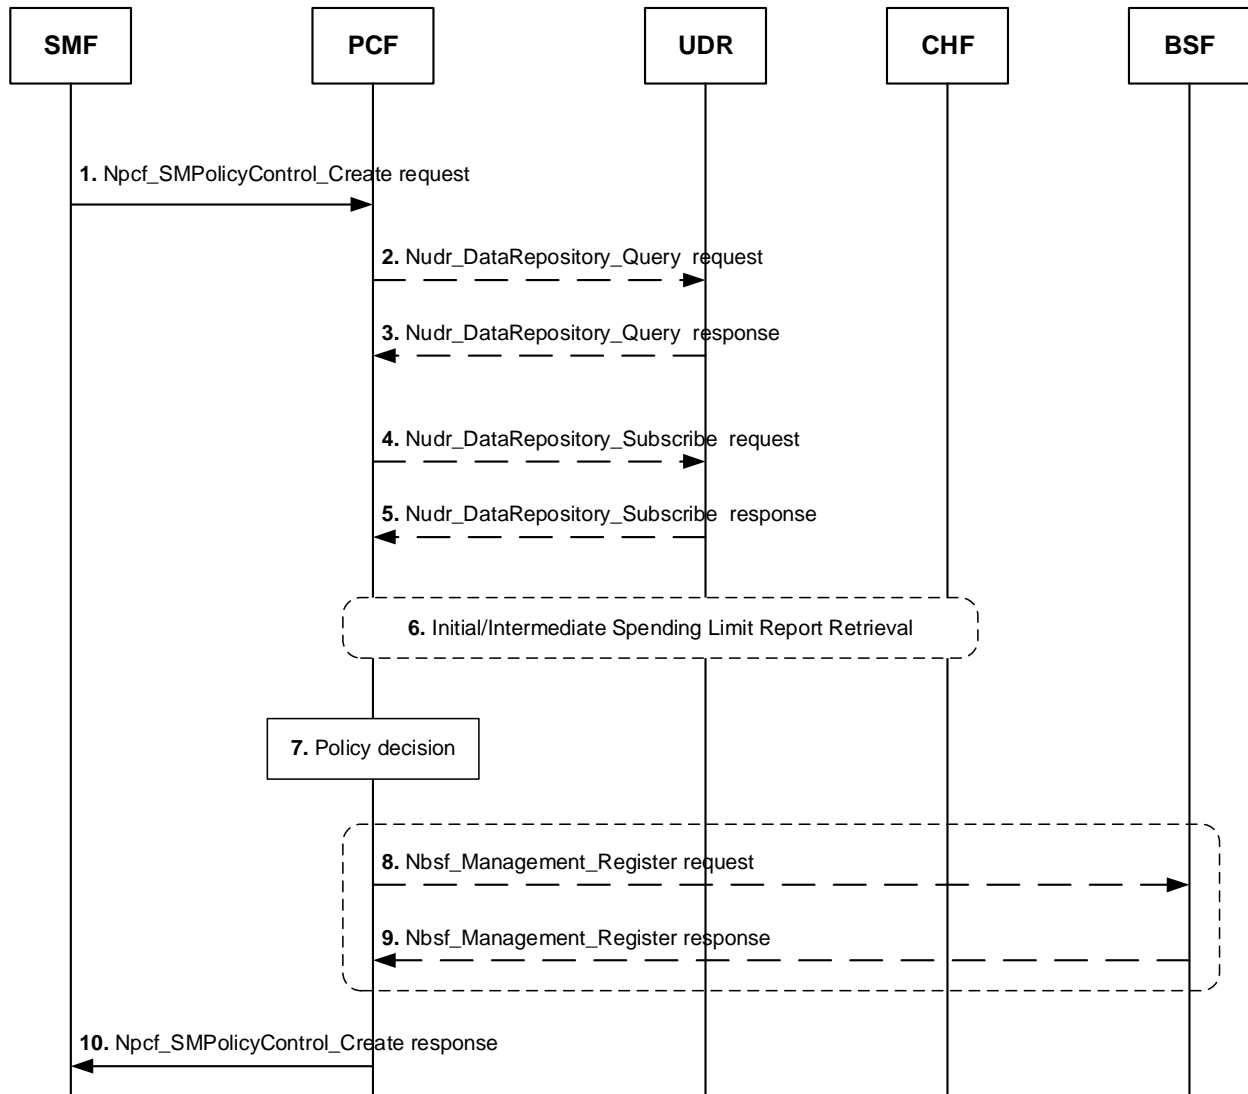 SMF
PCF
UDR
CHF
BSF
1. Npcf_SMPolicyControl_Create request
2. Nudr_DataRepository_Query request
3. Nudr_DataRepository_Query response
4. Nudr_DataRepository_Subscribe request
5. Nudr_DataRepository_Subscribe response
6. Initial/Intermediate Spending Limit Report Retrieval
7. Policy decision
8. Nbsf_Management_Register request
9. Nbsf_Management_Register response
10. Npcf_SMPolicyControl_Create response